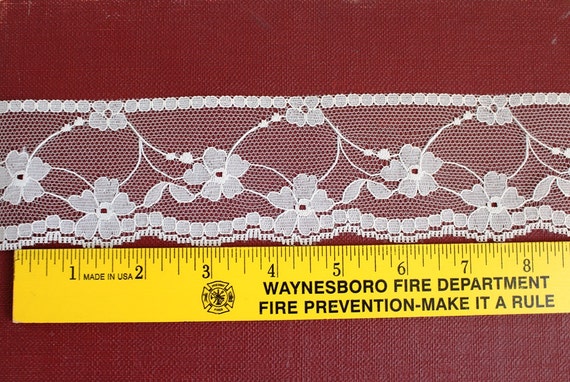 1 MADE IN USA 2 3 4 5 6 7 8
WAYNESBORO FIRE DEPARTMENT
FIRE PREVENTION-MAKE IT A RULE